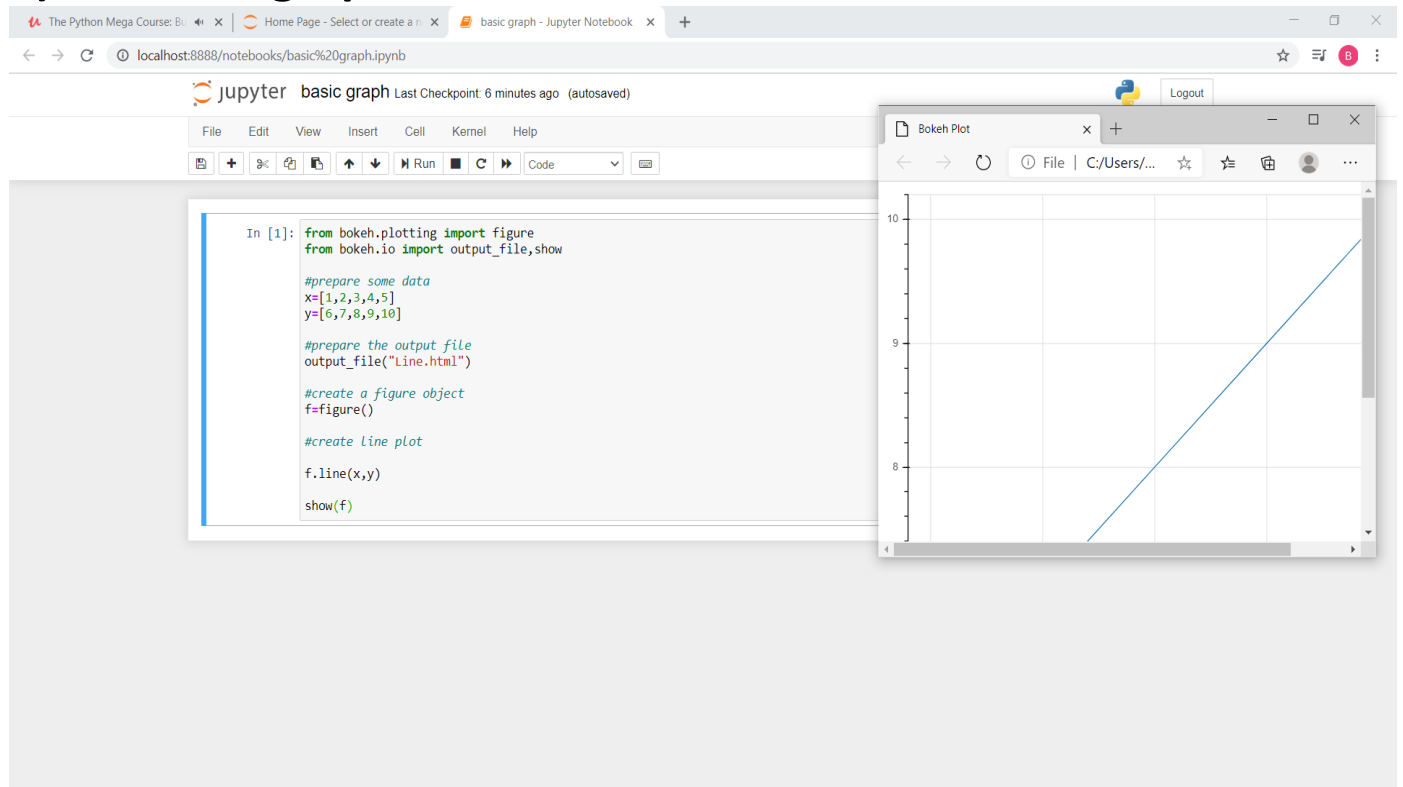 The Python Mega Course: Bu
Home Page - Select or create a n
basic graph - Jupyter Notebook
localhost:8888/notebooks/basic%20graph.ipynb
B
jupyter basic graph Last Checkpoint: 6 minutes ago (autosaved)
Logout
File Edit View Insert Cell Kernel Help
Run
Code
In [1]: from bokeh.plotting import figure
from bokeh.io import output_file,show
#prepare some data
x=[1,2,3,4,5]
y=[6,7,8,9,10]
#prepare the output file
output_file("Line.html")
#create a figure object
f=figure()
#create line plot
f.line(x,y)
show(f)
Bokeh Plot
File | C:/Users/...
10
9
8